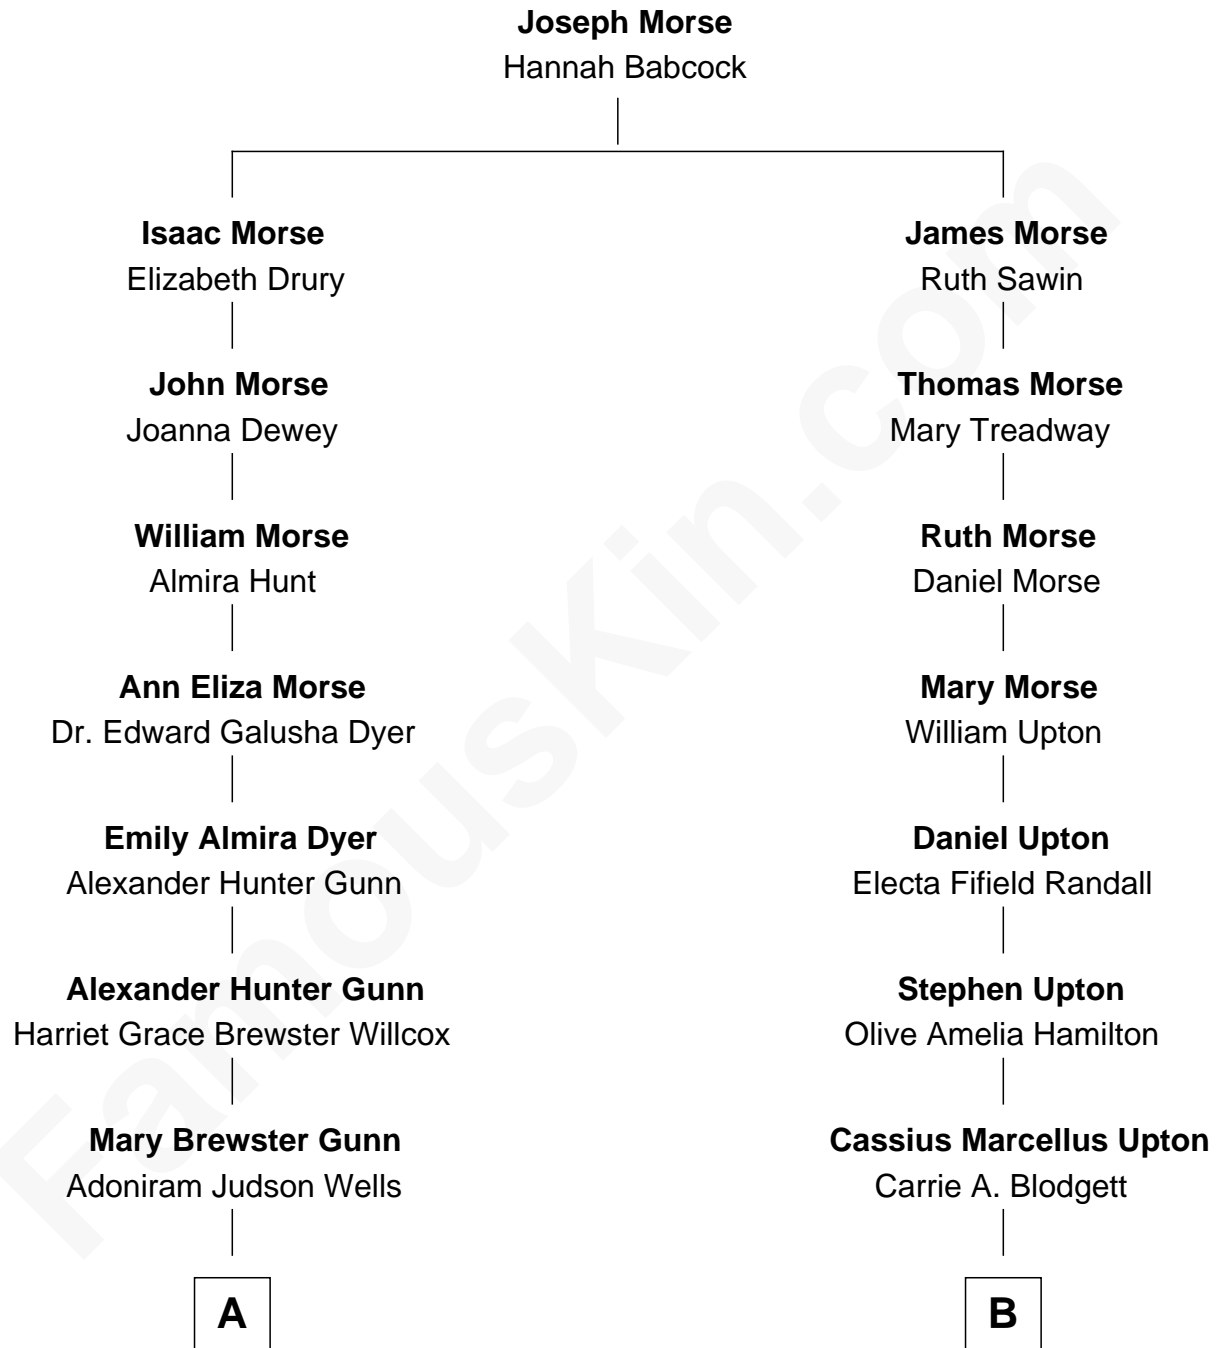 Joseph Morse
Hannah Babcock
Isaac Morse
Elizabeth Drury
John Morse
Joanna Dewey
William Morse
Almira Hunt
Ann Eliza Morse
Dr. Edward Galusha Dyer
Emily Almira Dyer
Alexander Hunter Gunn
Alexander Hunter Gunn
Harriet Grace Brewster Willcox
Mary Brewster Gunn
Adoniram Judson Wells
A
James Morse
Ruth Sawin
Thomas Morse
Mary Treadway
Ruth Morse
Daniel Morse
Mary Morse
William Upton
Daniel Upton
Electa Fifield Randall
Stephen Upton
Olive Amelia Hamilton
Cassius Marcellus Upton
Carrie A. Blodgett
B
FamousKin.com